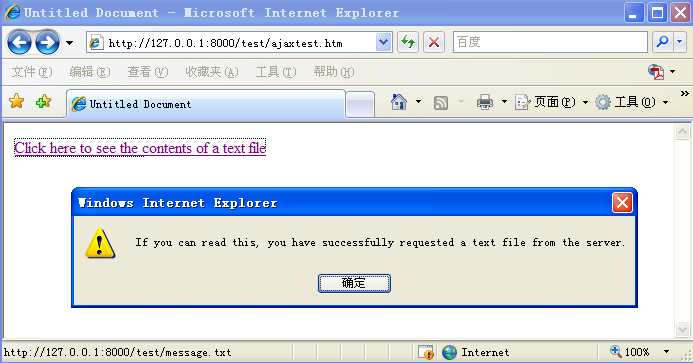 Untitled Document - Microsoft Internet Explorer
http://127.0.0.1:8000/test/ajaxtest.htm 百度
文件(F) 编辑(E) 查看(V) 收藏夹(A) 工具(T) 帮助(H)
Untitled Document 页面(P) 工具(O) »
Click here to see the contents of a text file
Windows Internet Explorer
If you can read this, you have successfully requested a text file from the server.
确定
http://127.0.0.1:8000/test/message.txt Internet 100%